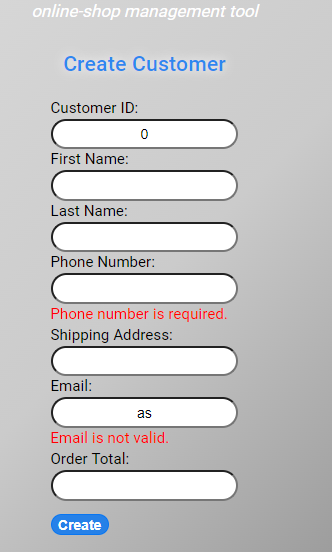 online-shop management tool
Create Customer
Customer ID:
0
First Name:
Last Name:
Phone Number:
Phone number is required.
Shipping Address:
Email:
as
Email is not valid.
Order Total:
Create